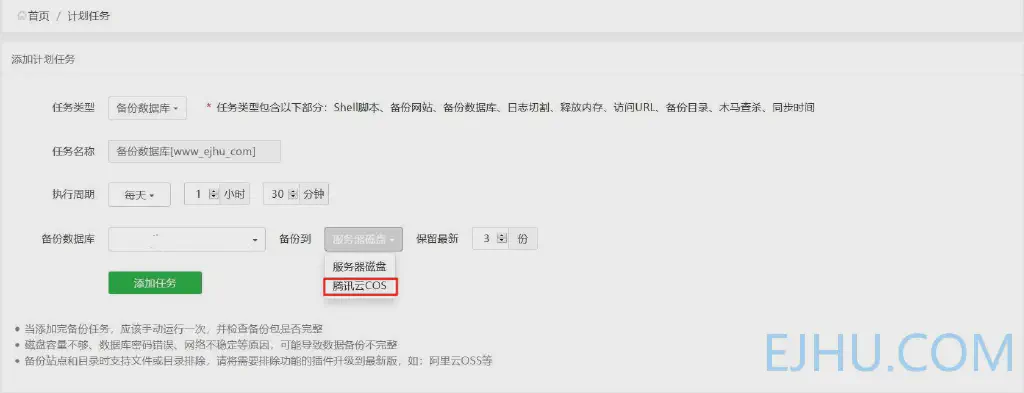 首页 / 计划任务
添加计划任务
任务类型 备份数据库 * 任务类型包含以下部分：Shell脚本、备份网站、备份数据库、日志切割、释放内存、访问URL、备份目录、木马查杀、同步时间
任务名称 备份数据库[www_ejhu_com]
执行周期 每天 1 小时 30 分钟
备份数据库 备份到 服务器磁盘 保留最新 3 份
服务器磁盘
腾讯云COS
添加任务
当添加完备份任务，应该手动运行一次，并检查备份包是否完整
磁盘容量不够、数据库密码错误、网络不稳定等原因，可能导致数据备份不完整
备份站点和目录时支持文件或目录排除，请将需要排除功能的插件升级到最新版，如：阿里云OSS等
EJHU.COM